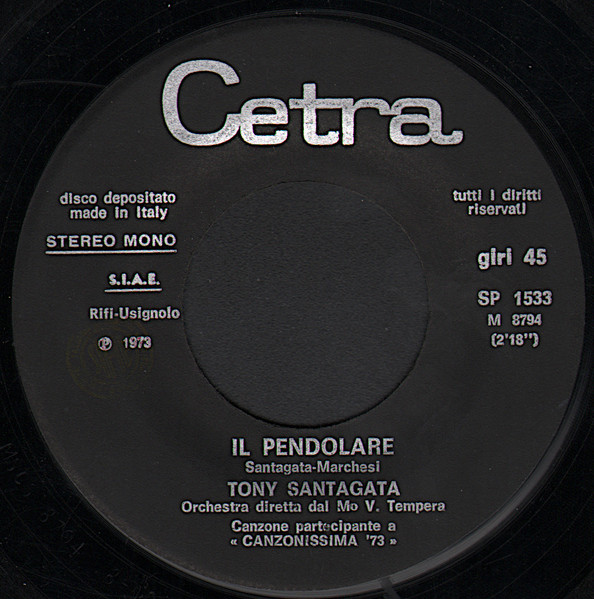 Cetra
disco depositato
made in Italy
STEREO MONO
S.I.A.E.
Rifi-Usignolo
℗ 1973
tutti i diritti
riservati
giri 45
SP 1533
M 8794
(2'18")
IL PENDOLARE
Santagata-Marchesi
TONY SANTAGATA
Orchestra diretta dal Mo V. Tempera
Canzone partecipante a
« CANZONISSIMA '73 »